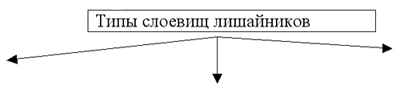 Типы слоевищ лишайников